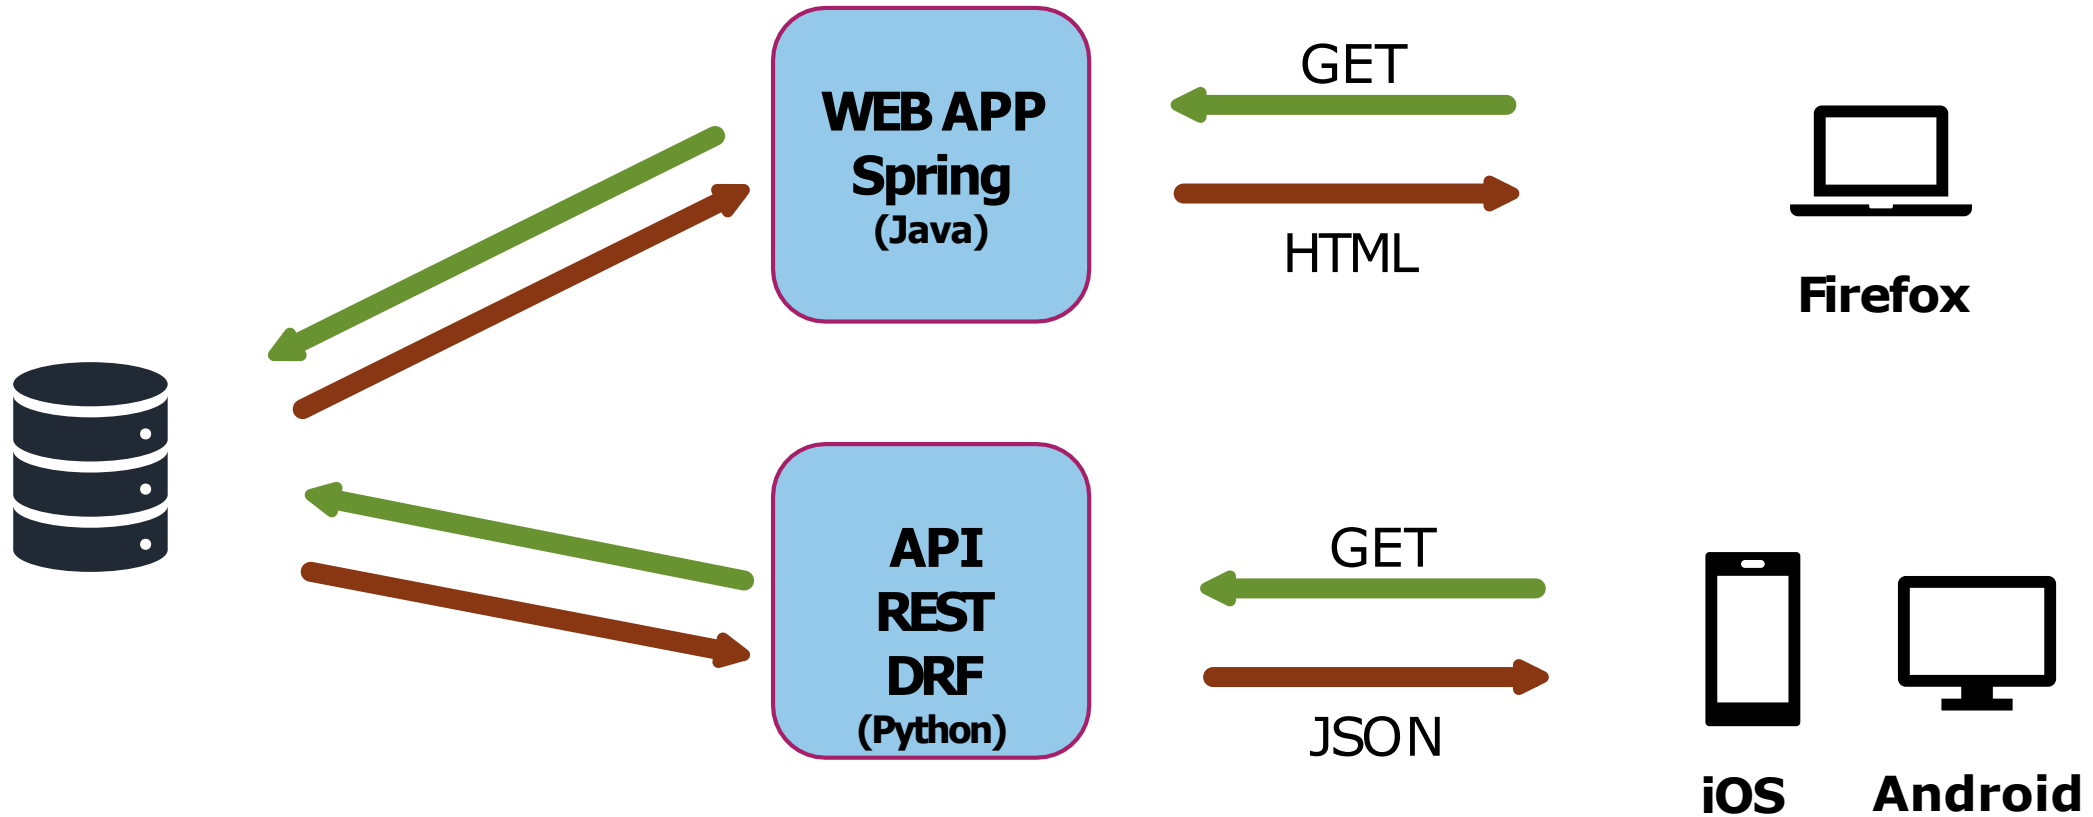 WEB APP
Spring
(Java)
GET
HTML
Firefox
API
REST
DRF
(Python)
GET
JSON
iOS
Android